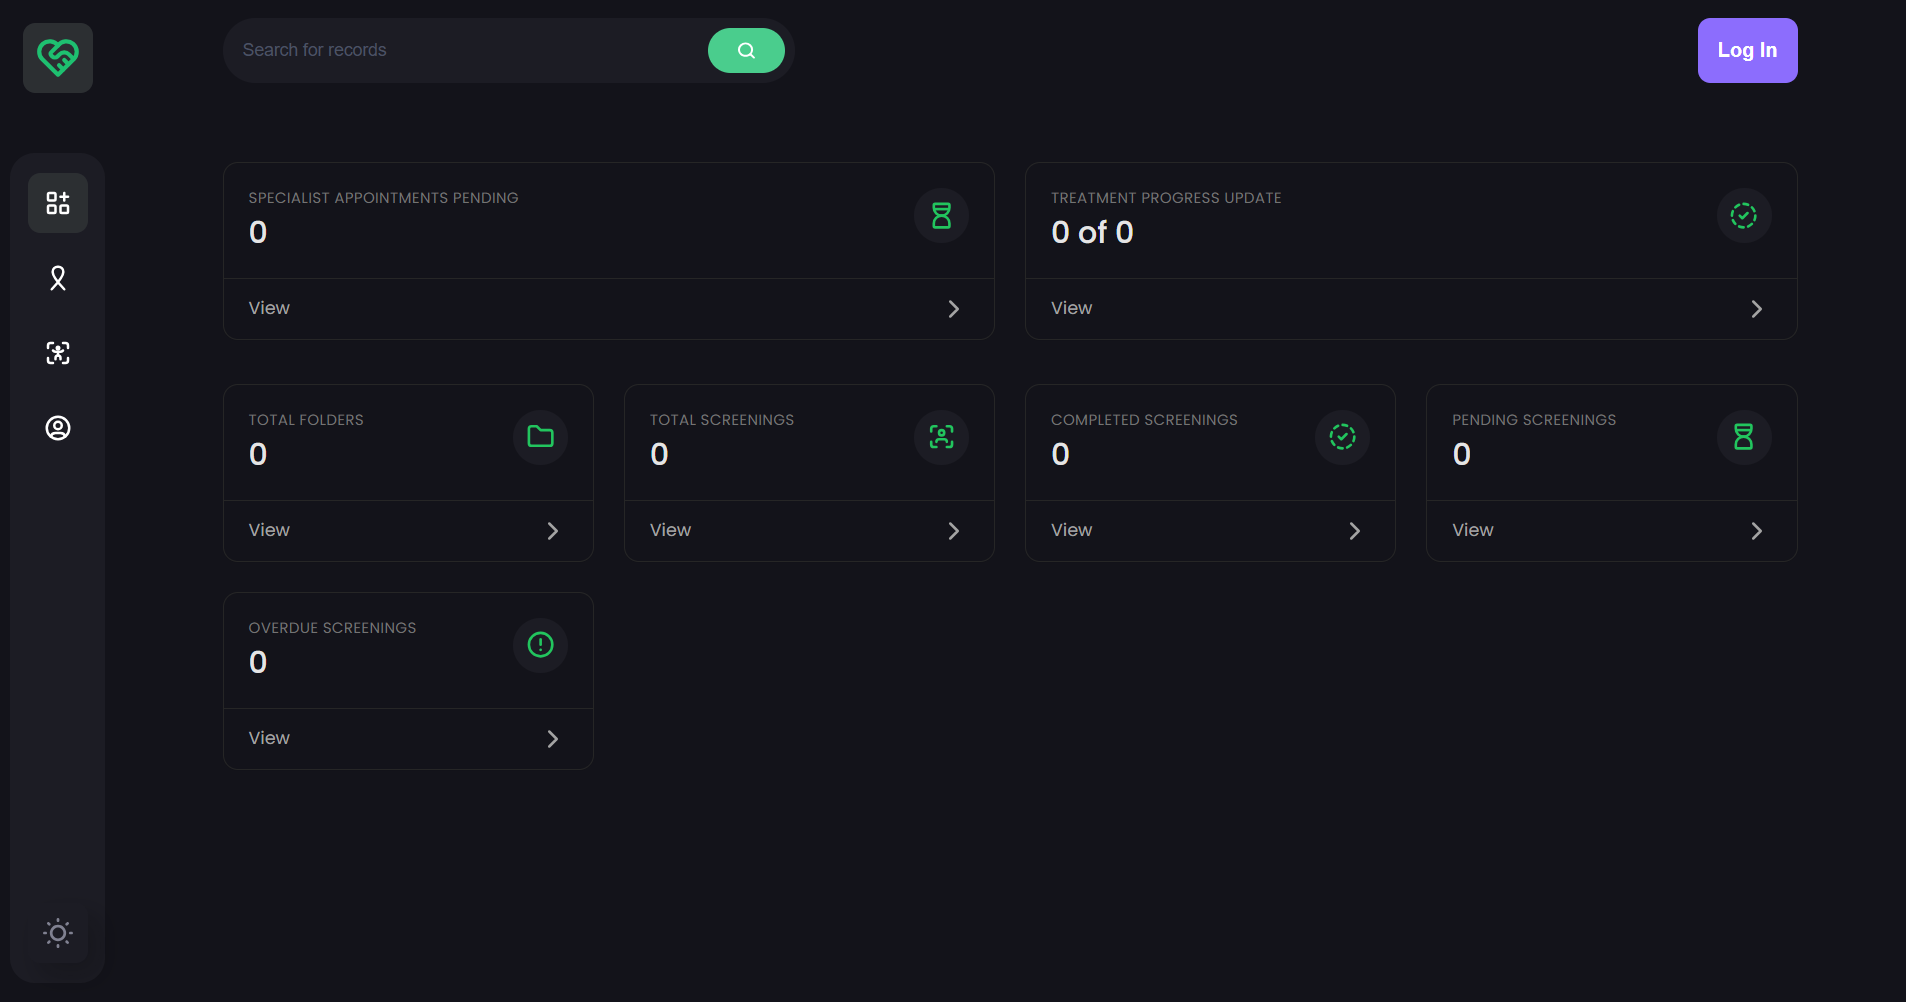 Search for records
Log In
SPECIALIST APPOINTMENTS PENDING
0
View
TREATMENT PROGRESS UPDATE
0 of 0
View
TOTAL FOLDERS
0
View
TOTAL SCREENINGS
0
View
COMPLETED SCREENINGS
0
View
PENDING SCREENINGS
0
View
OVERDUE SCREENINGS
0
View